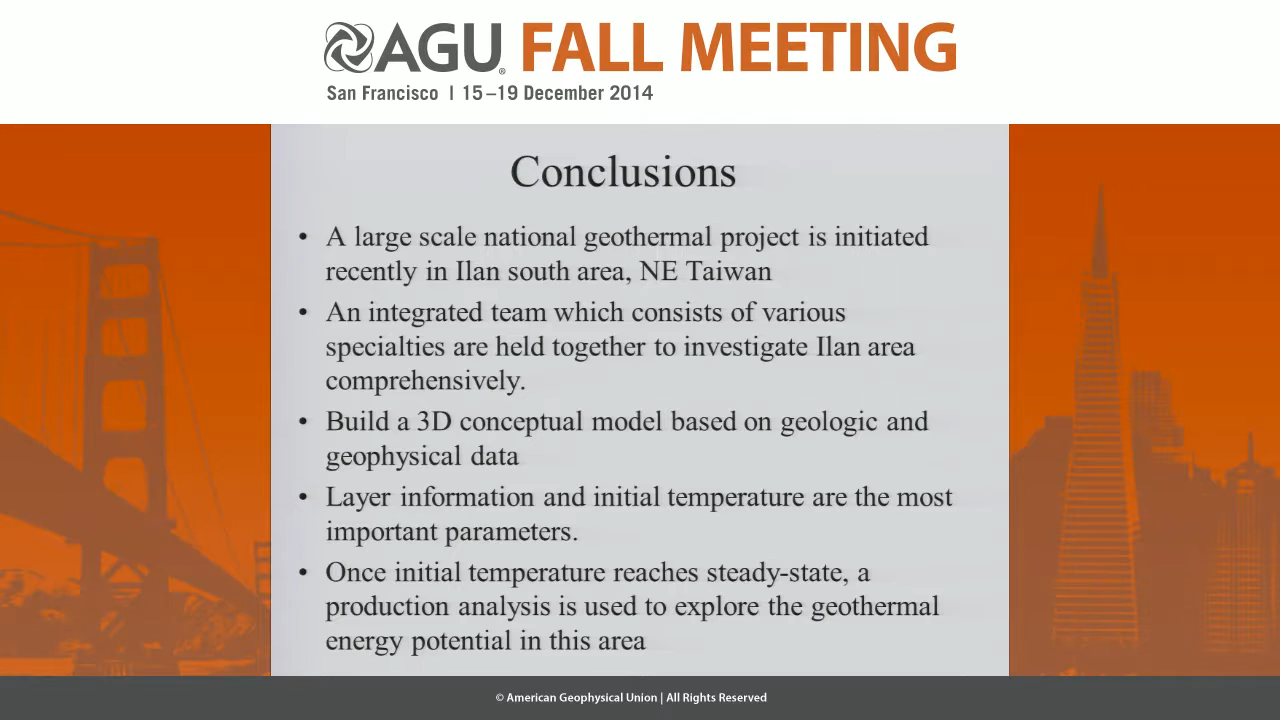 AGU® FALL MEETING
San Francisco | 15–19 December 2014
Conclusions
• A large scale national geothermal project is initiated
recently in Ilan south area, NE Taiwan
• An integrated team which consists of various
specialties are held together to investigate Ilan area
comprehensively.
• Build a 3D conceptual model based on geologic and
geophysical data
• Layer information and initial temperature are the most
important parameters.
• Once initial temperature reaches steady-state, a
production analysis is used to explore the geothermal
energy potential in this area
© American Geophysical Union | All Rights Reserved